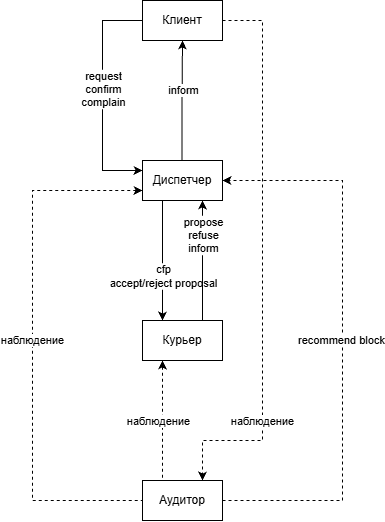 Клиент
request
confirm
complain
inform
Диспетчер
propose
refuse
inform
cfp
accept/reject proposal
Курьер
наблюдение
recommend block
наблюдение
наблюдение
Аудитор